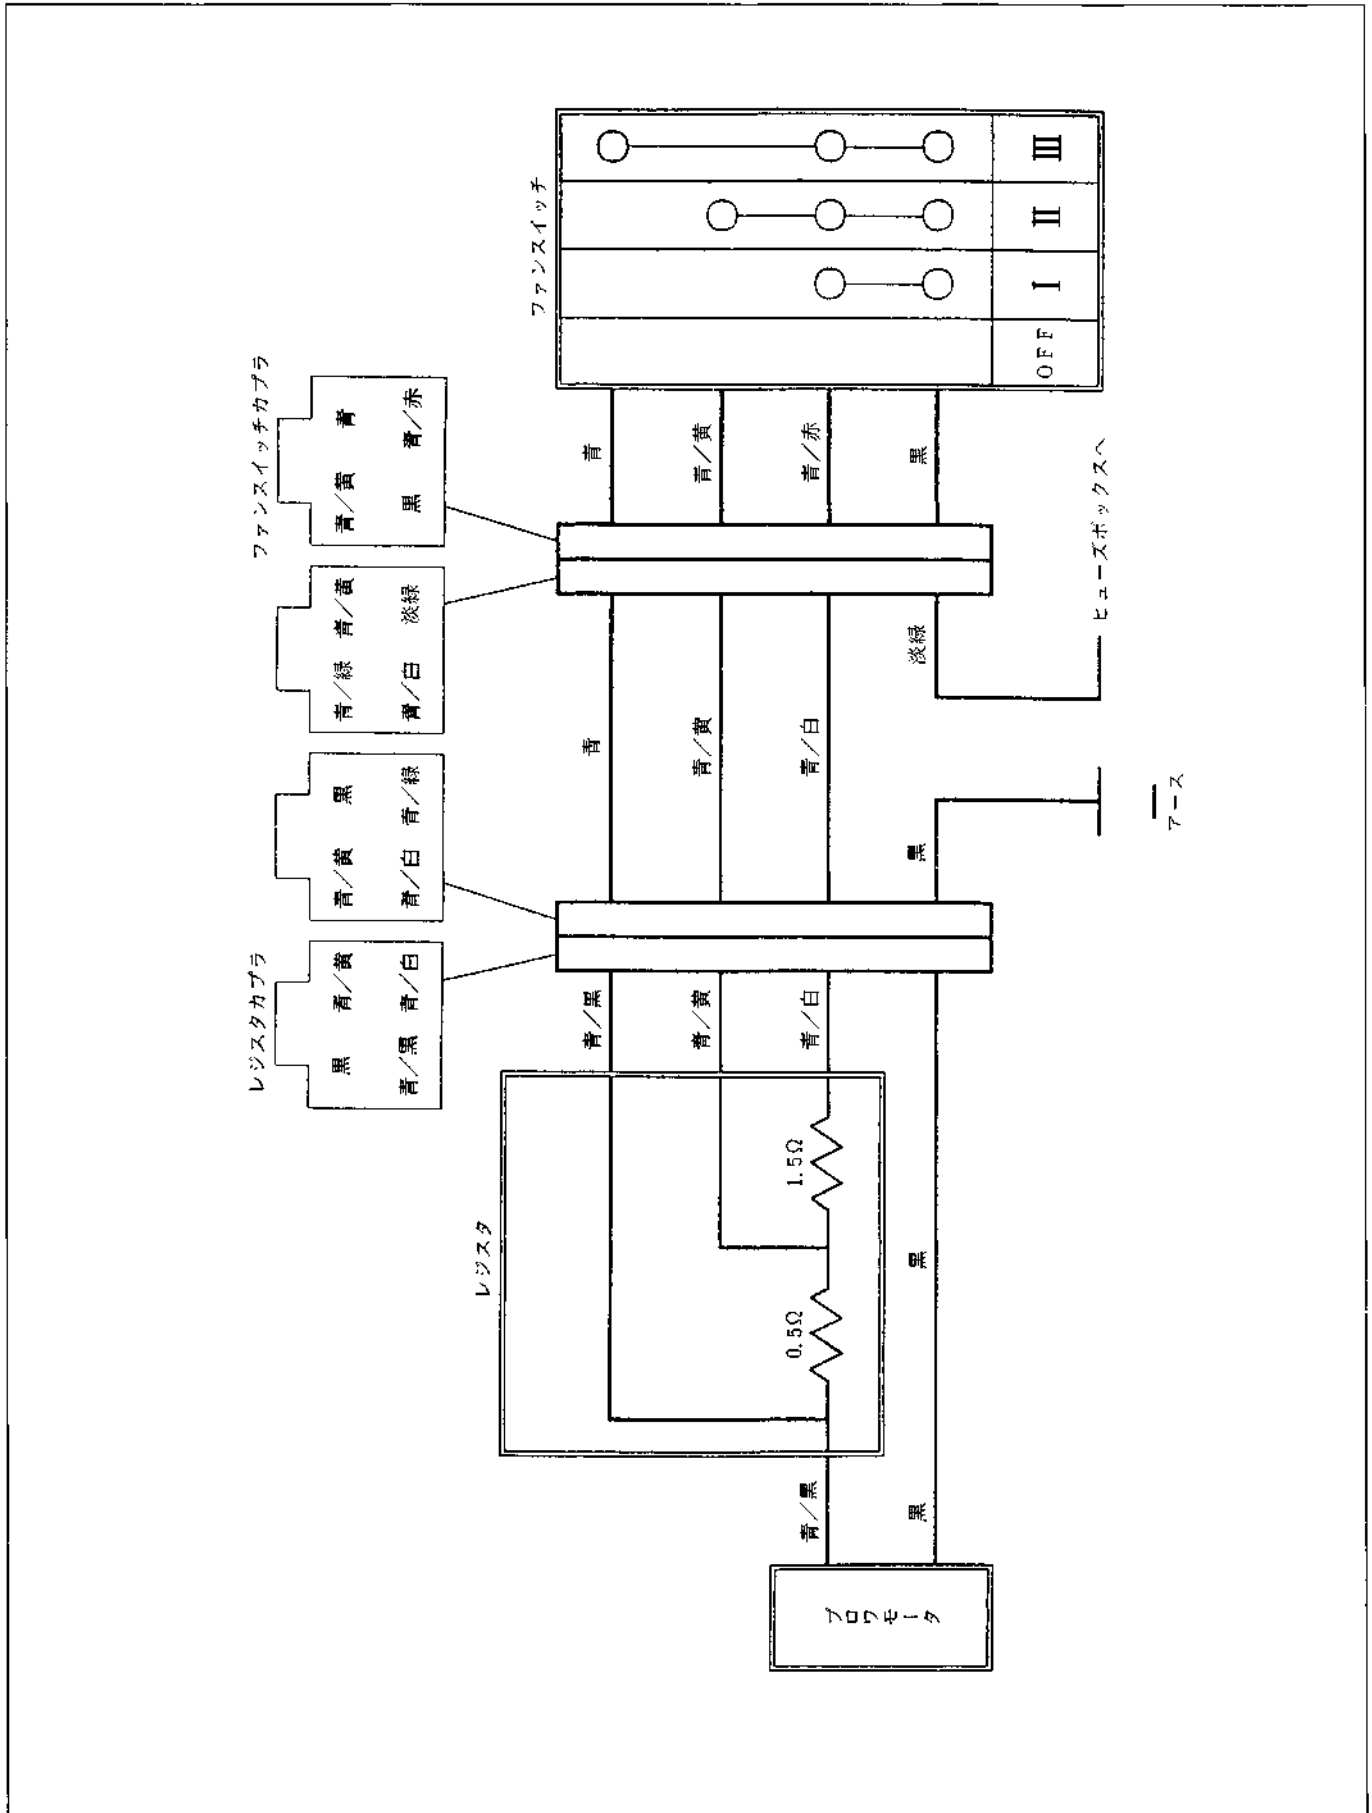 レジスタカプラ
ファンスイッチカプラ
黒 青/黄
青/黒 青/白
青/黄 黒
青/白 青/緑
青/緑 青/黄
青/白 淡緑
青/黄 青
黒 青/赤
レジスタ
ファンスイッチ
青/黒
青
青
青/黄
青/黄
青/黄
0.5Ω
1.5Ω
青/黒
青/白
青/白
青/赤
ブロワモータ
黒
黒
黒
淡緑
黒
OFF
I
II
III
ヒューズボックスへ
アース